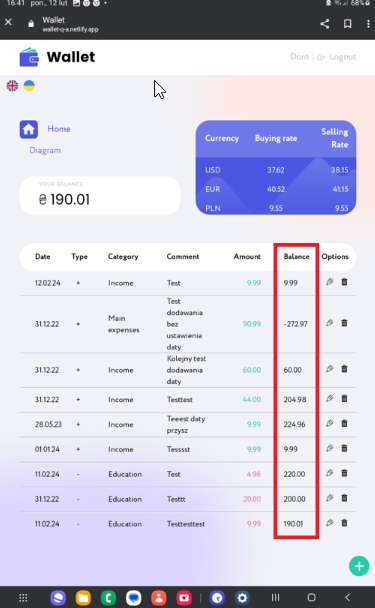 16:41 pon., 12 lut
68%
Wallet
wallet-q-a.netlify.app
Wallet
Doro | Logout
Home
Diagram
YOUR BALANCE
₴ 190.01
Currency Buying rate Selling Rate
USD 37.62 38.15
EUR 40.52 41.15
PLN 9.55 9.55
Date Type Category Comment Amount Balance Options
12.02.24 + Income Test 9.99 9.99
31.12.22 + Main expenses Test dodawania bez ustawienia daty 90.99 -272.97
31.12.22 + Income Kolejny test dodawania daty 60.00 60.00
31.12.22 + Income Testtest 44.00 204.98
28.05.23 + Income Teeest daty przysz 9.99 224.96
01.01.24 + Income Tesssst 9.99 9.99
11.02.24 - Education Test 4.96 220.00
31.12.22 - Education Testtt 20.00 200.00
11.02.24 - Education Testtesttest 9.99 190.01